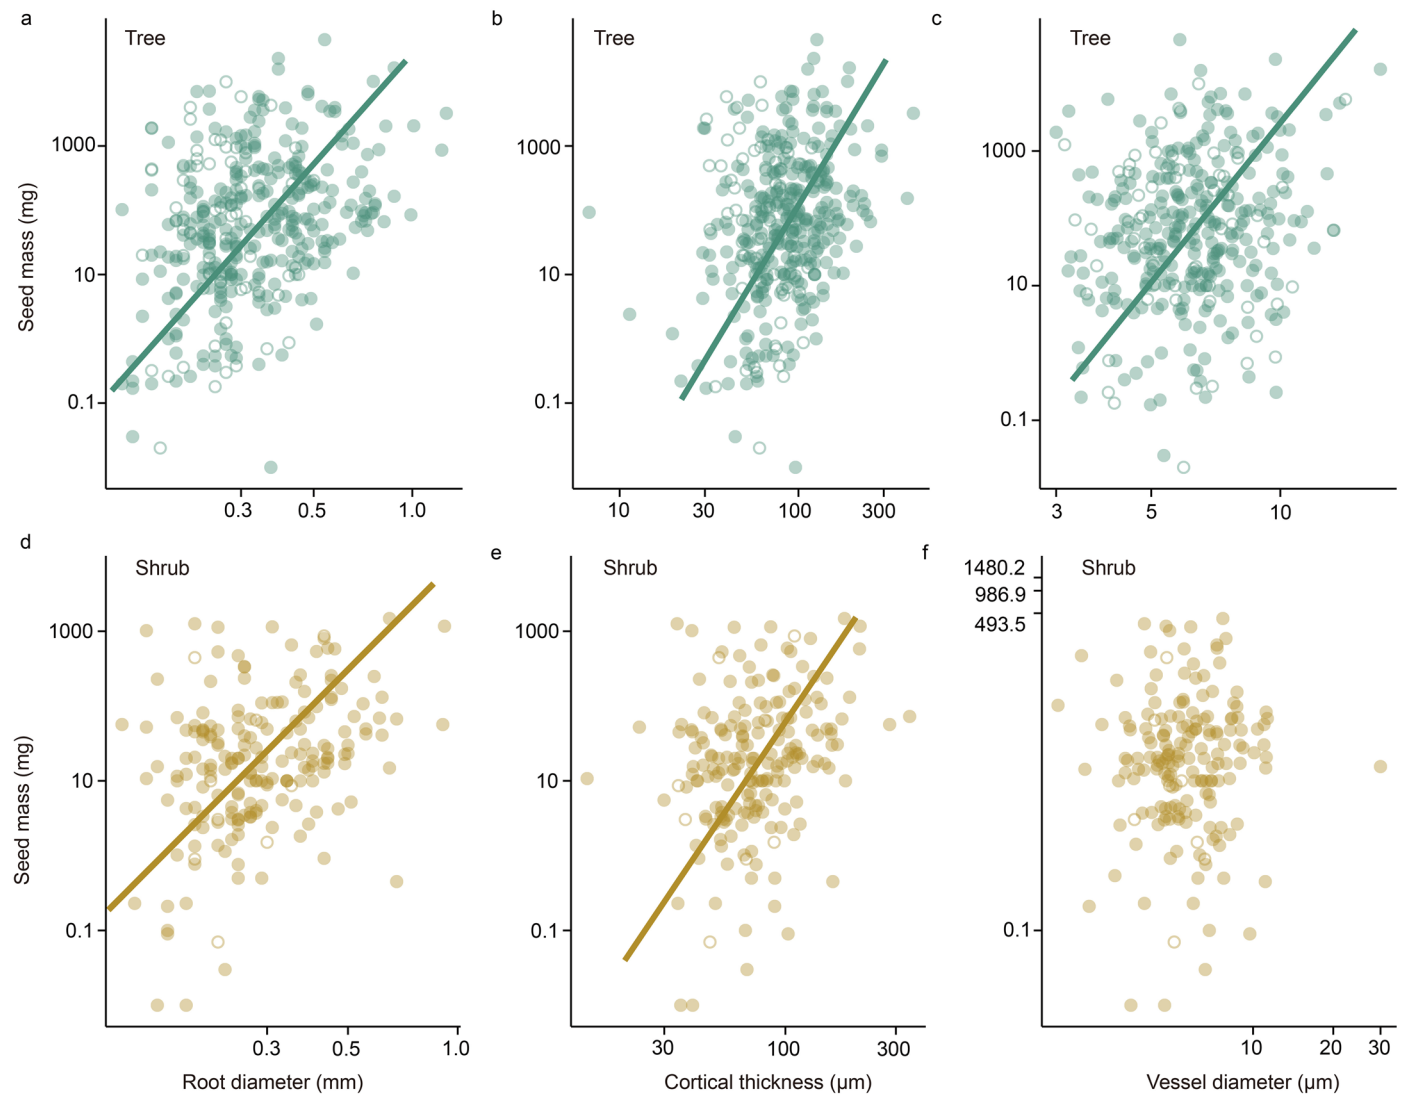 a
b
c
Tree
Tree
Tree
1000
10
0.1
1000
10
0.1
1000
10
0.1
Seed mass (mg)
0.3 0.5 1.0
10 30 100 300
3 5 10
d
e
f
Shrub
Shrub
Shrub
1480.2
986.9
493.5
1000
10
0.1
1000
10
0.1
0.1
Seed mass (mg)
0.3 0.5 1.0
30 100 300
10 20 30
Root diameter (mm)
Cortical thickness (μm)
Vessel diameter (μm)